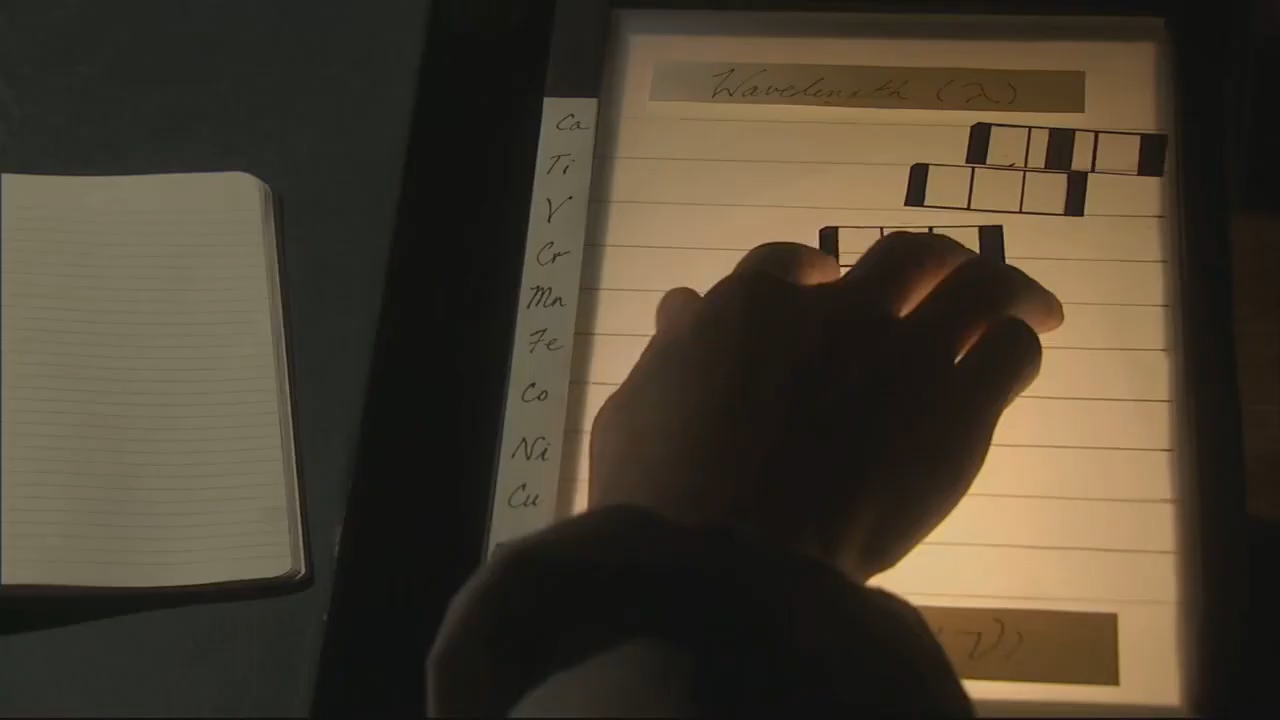 Wavelength (λ)
Ca
Ti
V
Cr
Mn
Fe
Co
Ni
Cu
(ν)